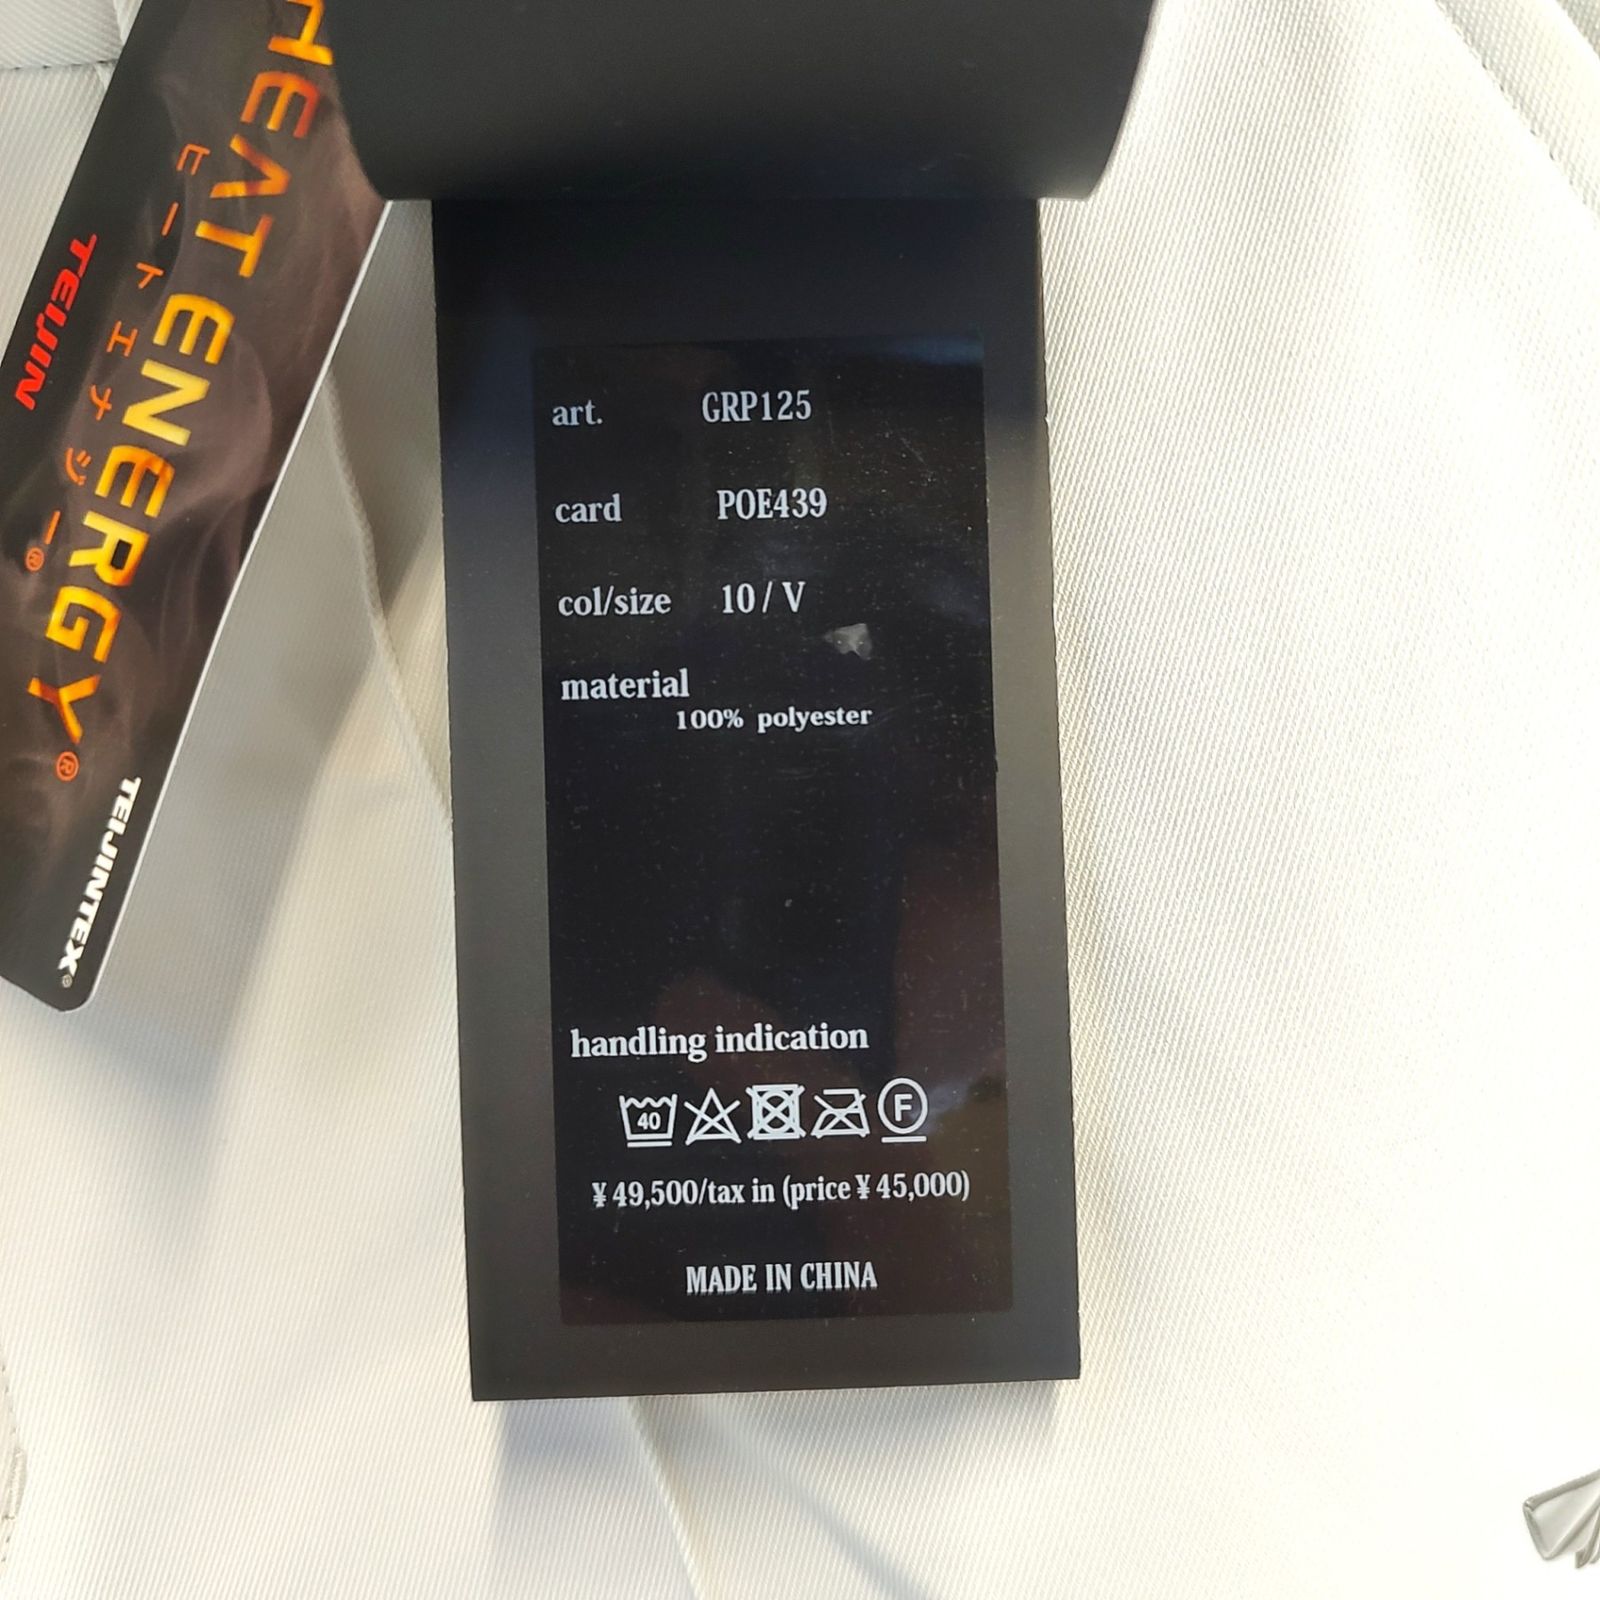 HEAT ENERGY®
ヒートエナジー®
TEIJIN
TEIJINTEX®
art. GRP125
card POE439
col/size 10 / V
material
100% polyester
handling indication
40 F
¥49,500/tax in (price ¥45,000)
MADE IN CHINA